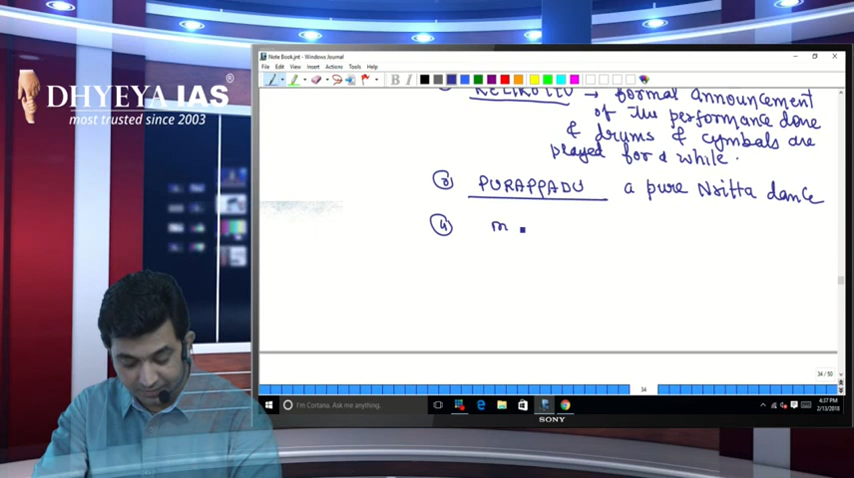 DHYEYA IAS®
most trusted since 2003
Note Book.jnt - Windows Journal
File Edit View Insert Actions Tools Help
B I
→ formal announcement
of the performance done
& drums & cymbals are
played for a while.
③ PURAPPADU a pure Nritta dance
④ m
34
34 / 50
I'm Cortana. Ask me anything.
4:37 PM
2/13/2018
SONY